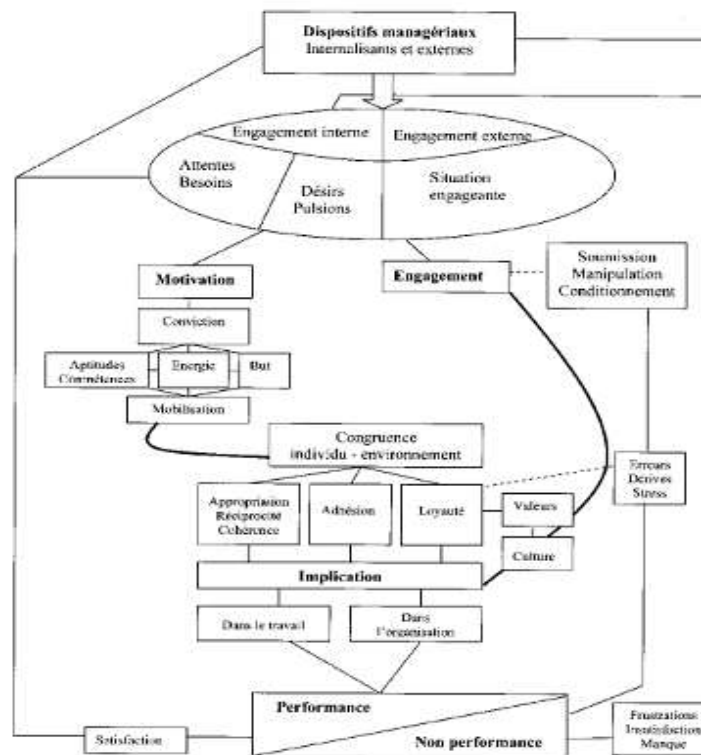 Dispositifs managériaux
Internalisants et externes
Engagement interne
Engagement externe
Attentes
Besoins
Désirs
Pulsions
Situation
engageante
Motivation
Engagement
Soumission
Manipulation
Conditionnement
Conviction
Aptitudes
Compétences
Energie
But
Mobilisation
Congruence
individu - environnement
Erreurs
Dérives
Stress
Appropriation
Réciprocité
Cohérence
Adhésion
Loyauté
Valeurs
Culture
Implication
Dans le travail
Dans
l'organisation
Performance
Non performance
Satisfaction
Frustrations
Insatisfaction
Manque